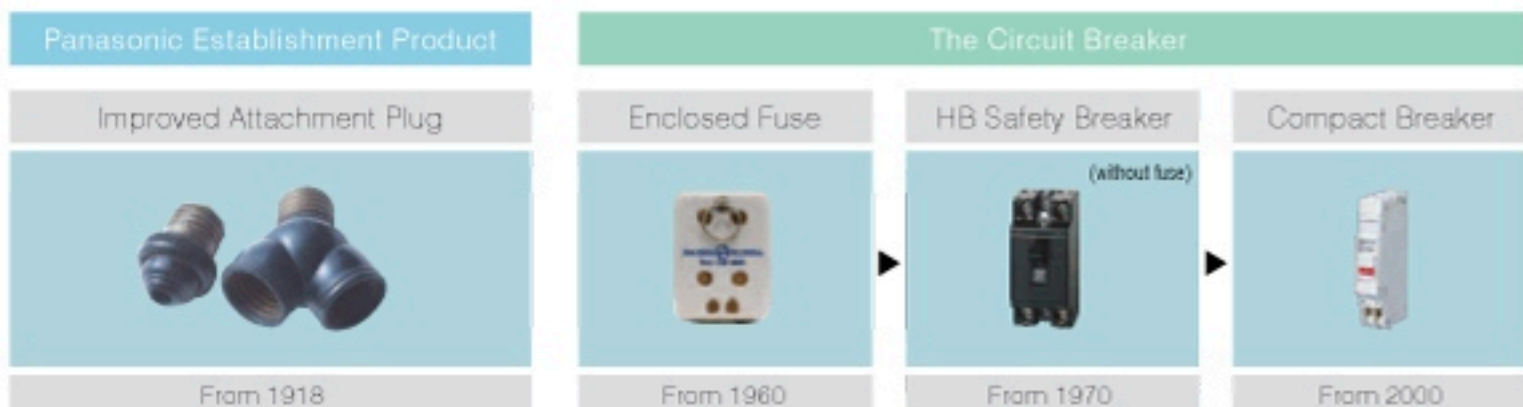 Panasonic Establishment Product
The Circuit Breaker
Improved Attachment Plug
Enclosed Fuse
HB Safety Breaker
Compact Breaker
(without fuse)
From 1918
From 1960
From 1970
From 2000